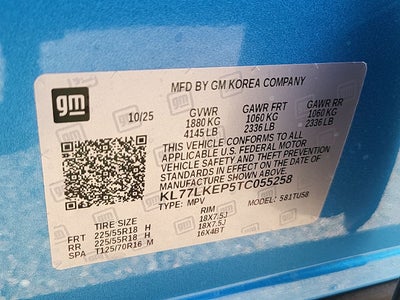 MFD BY GM KOREA COMPANY
gm
10/25 GVWR GAWR FRT GAWR RR
1880 KG 1060 KG 1060 KG
4145 LB 2336 LB 2336 LB
THIS VEHICLE CONFORMS TO ALL
APPLICABLE U.S. FEDERAL MOTOR
VEHICLE SAFETY AND THEFT PREVENTION
STANDARDS IN EFFECT ON THE DATE OF
MANUFACTURE SHOWN ABOVE.
KL77LKEP5TC055258
TYPE: MPV MODEL: 581TU58
TIRE SIZE RIM
FRT 225/55R18 H 18X7.5J
RR 225/55R18 H 18X7.5J
SPA T125/70R16 M 16X4BT